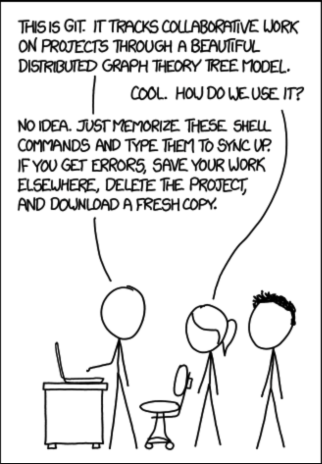 THIS IS GIT. IT TRACKS COLLABORATIVE WORK
ON PROJECTS THROUGH A BEAUTIFUL
DISTRIBUTED GRAPH THEORY TREE MODEL.
COOL. HOW DO WE USE IT?
NO IDEA. JUST MEMORIZE THESE SHELL
COMMANDS AND TYPE THEM TO SYNC UP.
IF YOU GET ERRORS, SAVE YOUR WORK
ELSEWHERE, DELETE THE PROJECT,
AND DOWNLOAD A FRESH COPY.